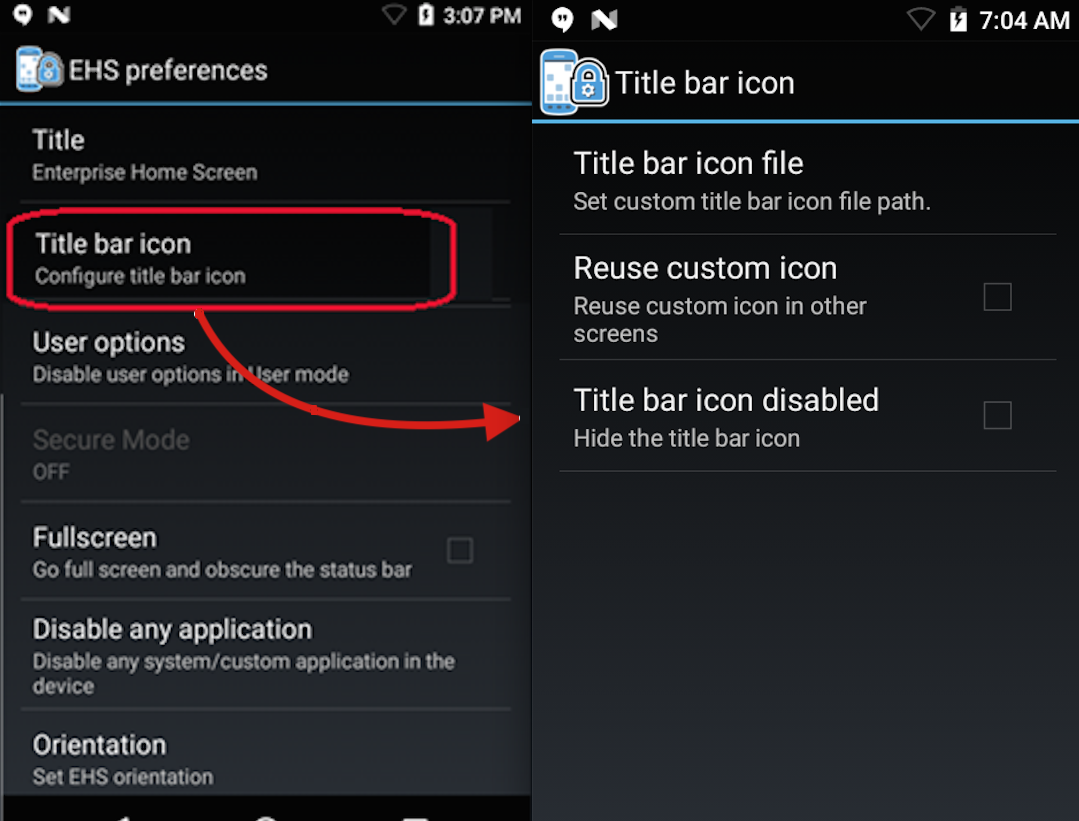 3:07 PM
EHS preferences
Title
Enterprise Home Screen
Title bar icon
Configure title bar icon
User options
Disable user options in User mode
Secure Mode
OFF
Fullscreen
Go full screen and obscure the status bar
Disable any application
Disable any system/custom application in the
device
Orientation
Set EHS orientation
7:04 AM
Title bar icon
Title bar icon file
Set custom title bar icon file path.
Reuse custom icon
Reuse custom icon in other
screens
Title bar icon disabled
Hide the title bar icon